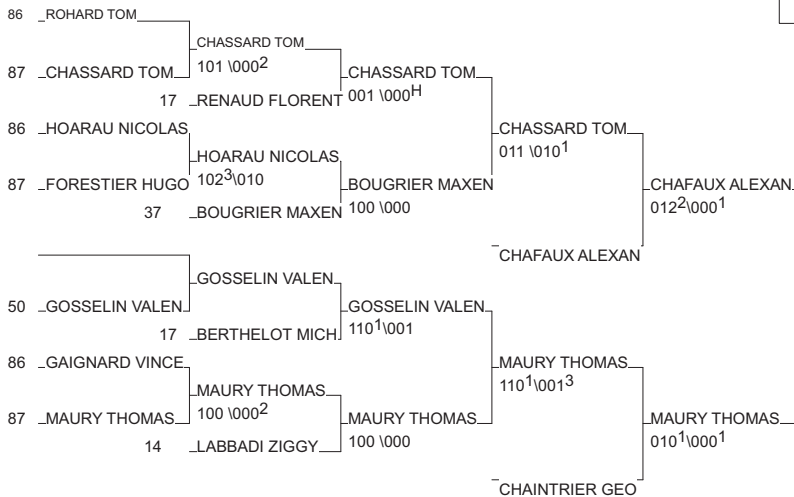 86 ROHARD TOM
CHASSARD TOM
101 \000²
87 CHASSARD TOM
CHASSARD TOM
001 \000H
17 RENAUD FLORENT
86 HOARAU NICOLAS
CHASSARD TOM
011 \010¹
HOARAU NICOLAS
102³\010
87 FORESTIER HUGO
BOUGRIER MAXEN
100 \000
CHAFAUX ALEXAN
012²\000¹
37 BOUGRIER MAXEN
CHAFAUX ALEXAN
GOSSELIN VALEN
50 GOSSELIN VALEN
GOSSELIN VALEN
110¹\001
17 BERTHELOT MICH
86 GAIGNARD VINCE
MAURY THOMAS
110¹\001³
MAURY THOMAS
100 \000²
87 MAURY THOMAS
MAURY THOMAS
100 \000
MAURY THOMAS
010¹\000¹
14 LABBADI ZIGGY
CHAINTRIER GEO